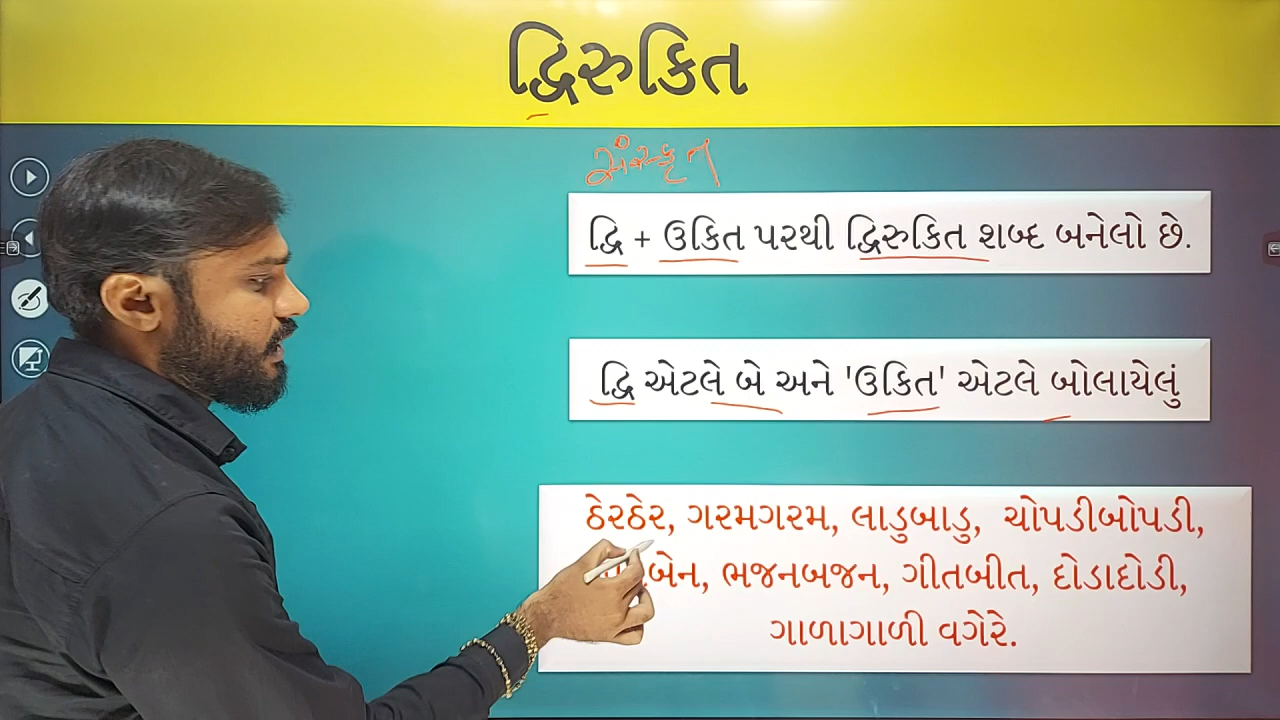 દ્વિરુકિત
સંસ્કૃત
દ્વિ + ઉકિત પરથી દ્વિરુકિત શબ્દ બનેલો છે.
દ્વિ એટલે બે અને 'ઉકિત' એટલે બોલાયેલું
ઠેરઠેર, ગરમગરમ, લાડુબાડુ, ચોપડીબોપડી,
ભજનબજન, ગીતબીત, દોડાદોડી,
ગાળાગાળી વગેરે.